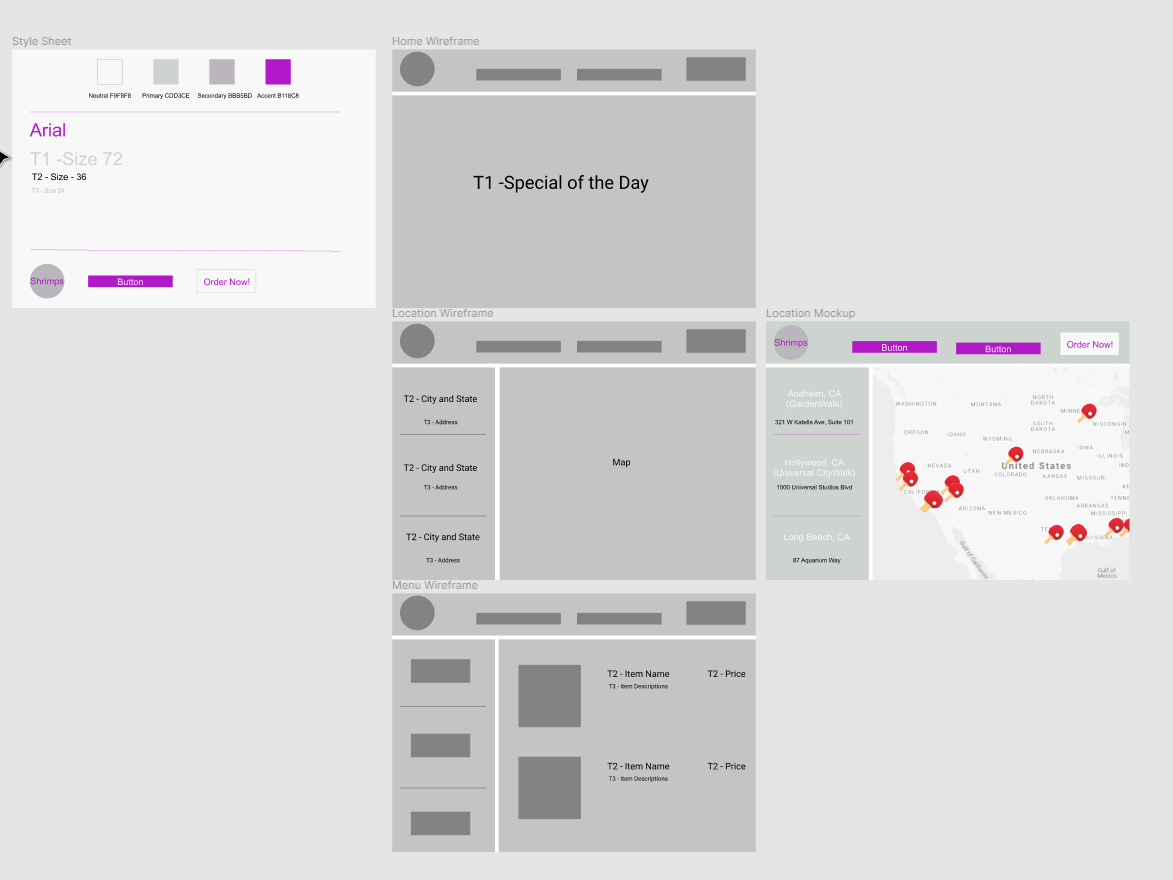 Style Sheet
Neutral F9F8F8
Primary CDD3CE
Secondary BBB5BD
Accent B118C8
Arial
T1 -Size 72
T2 - Size - 36
T3 - Size 24
Shrimps
Button
Order Now!
Home Wireframe
T1 -Special of the Day
Location Wireframe
T2 - City and State
T3 - Address
T2 - City and State
T3 - Address
T2 - City and State
T3 - Address
Map
Location Mockup
Shrimps
Button
Button
Order Now!
Anaheim, CA
(GardenWalk)
321 W Katella Ave, Suite 101
Hollywood, CA
(Universal CityWalk)
1000 Universal Studios Blvd
Long Beach, CA
87 Aquarium Way
WASHINGTON
MONTANA
NORTH
DAKOTA
MINNE
WISCONSIN
OREGON
IDAHO
WYOMING
SOUTH
DAKOTA
NEBRASKA
IOWA
ILLINOIS
IND
United States
NEVADA
UTAH
COLORADO
KANSAS
MISSOURI
KE
CALIFOR
OKLAHOMA
TENNE
ARKANSAS
ARIZONA
NEW MEXICO
MISSISSIPPI
TE
UISIANA
Gulf of California
Gulf of
Mexico
Menu Wireframe
T2 - Item Name
T2 - Price
T3 - Item Descriptions
T2 - Item Name
T2 - Price
T3 - Item Descriptions